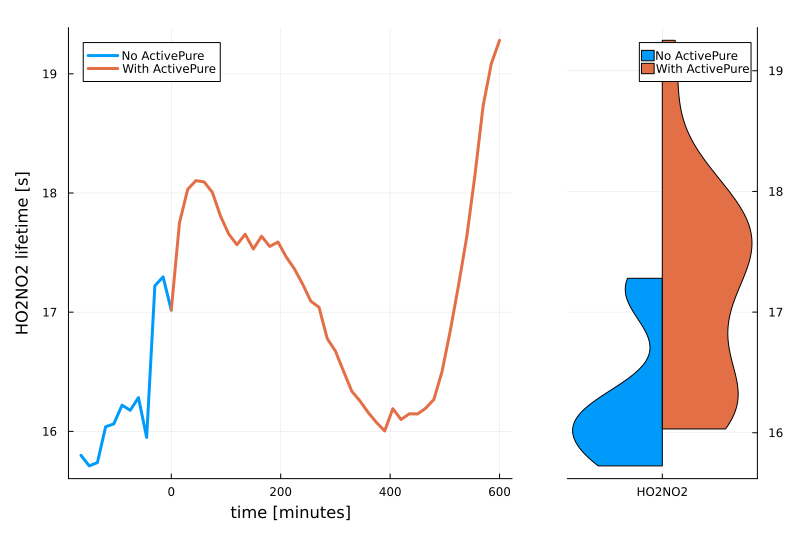 HO2NO2 lifetime [s]
19
18
17
16
No ActivePure
With ActivePure
0
200
400
600
time [minutes]
No ActivePure
With ActivePure
19
18
17
16
HO2NO2